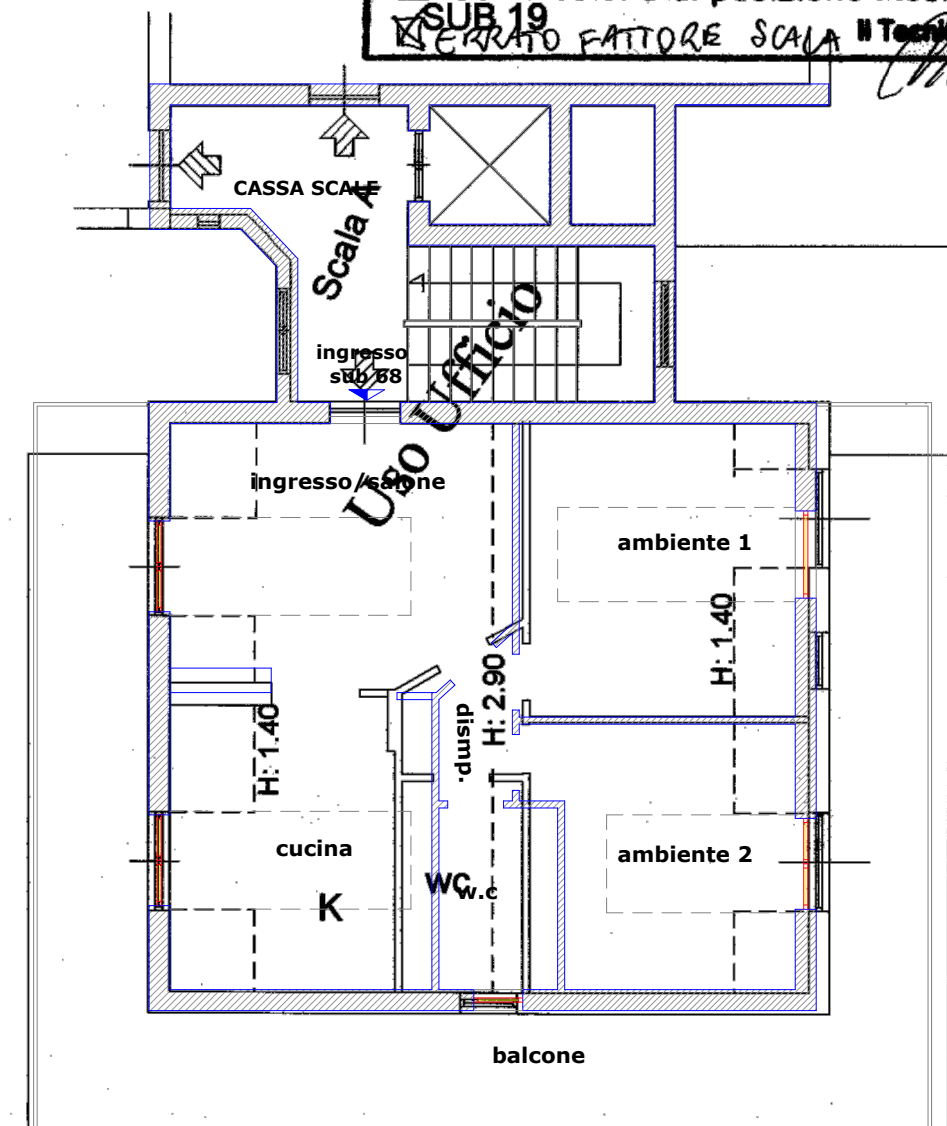 SUB 19
ERRATO FATTORE SCALA Il Tecnic
CASSA SCALE
Scala A
ingresso
sub 68
Uso Ufficio
ingresso/salone
ambiente 1
H: 1.40
H: 2.90
dismp.
H: 1.40
cucina
K
WC
w.c
ambiente 2
balcone